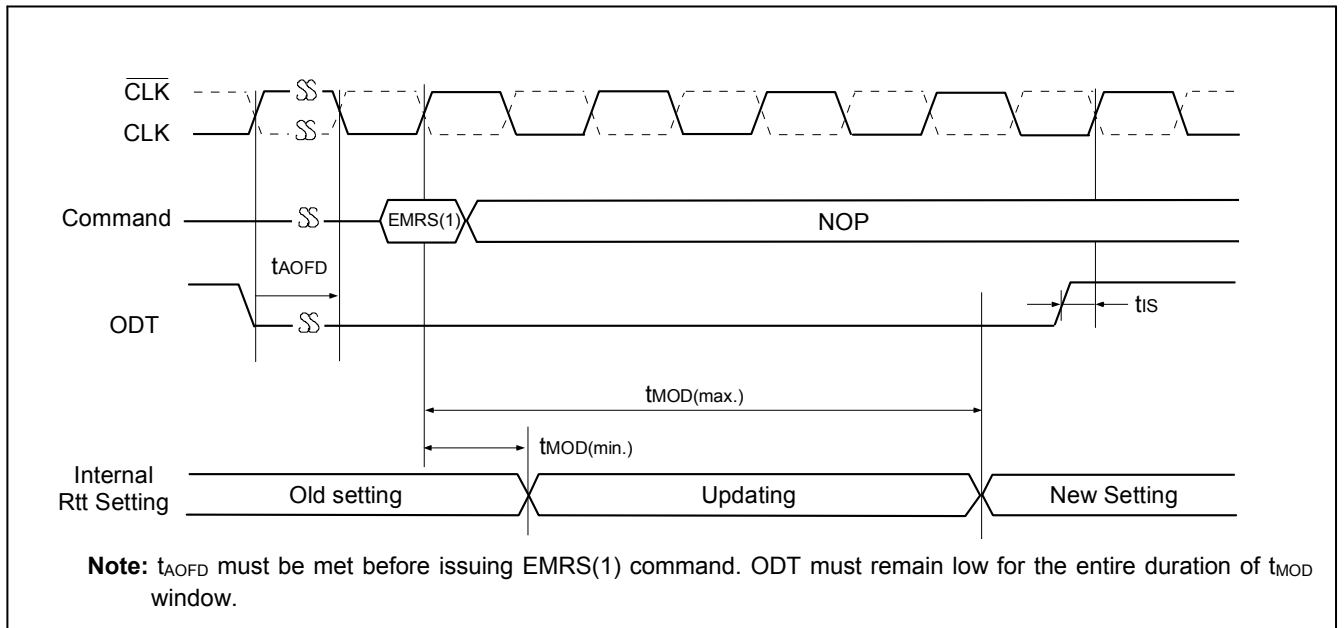 CLK
CLK
Command
EMRS(1)
NOP
tAOFD
ODT
tIS
tMOD(max.)
tMOD(min.)
Internal
Rtt Setting
Old setting
Updating
New Setting
Note: tAOFD must be met before issuing EMRS(1) command. ODT must remain low for the entire duration of tMOD
window.